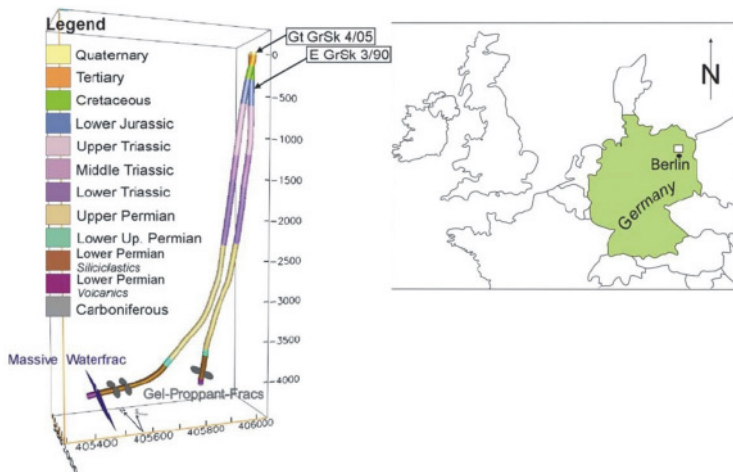 Legend
Quaternary
Tertiary
Cretaceous
Lower Jurassic
Upper Triassic
Middle Triassic
Lower Triassic
Upper Permian
Lower Up. Permian
Lower Permian
Siliciclastics
Lower Permian
Volcanics
Carboniferous
Gt GrSk 4/05
E GrSk 3/90
0
-500
-1000
-1500
-2000
-2500
-3000
-3500
-4000
Massive Waterfrac
Gel-Proppant-Fracs
405400
405600
405800
406000
N
Berlin
Germany